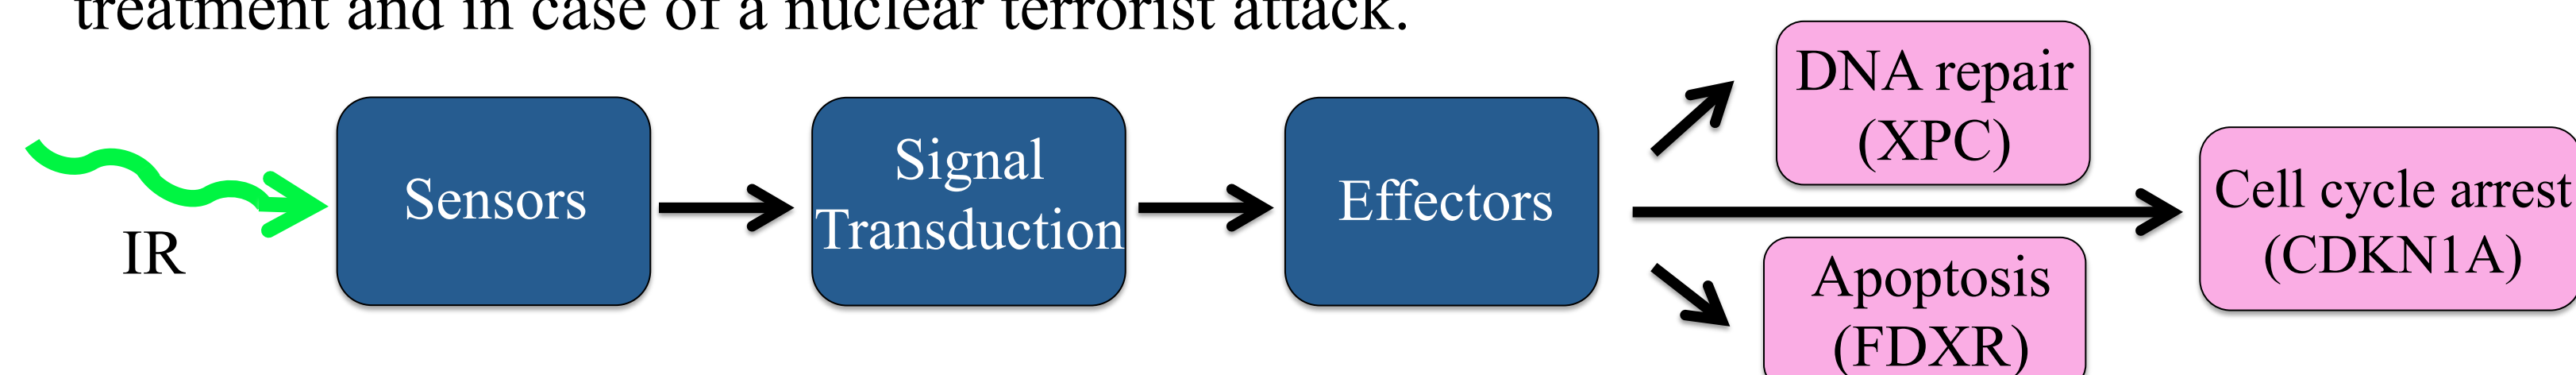 treatment and in case of a nuclear terrorist attack.
IR
Sensors
Signal
Transduction
Effectors
DNA repair
(XPC)
Apoptosis
(FDXR)
Cell cycle arrest
(CDKN1A)